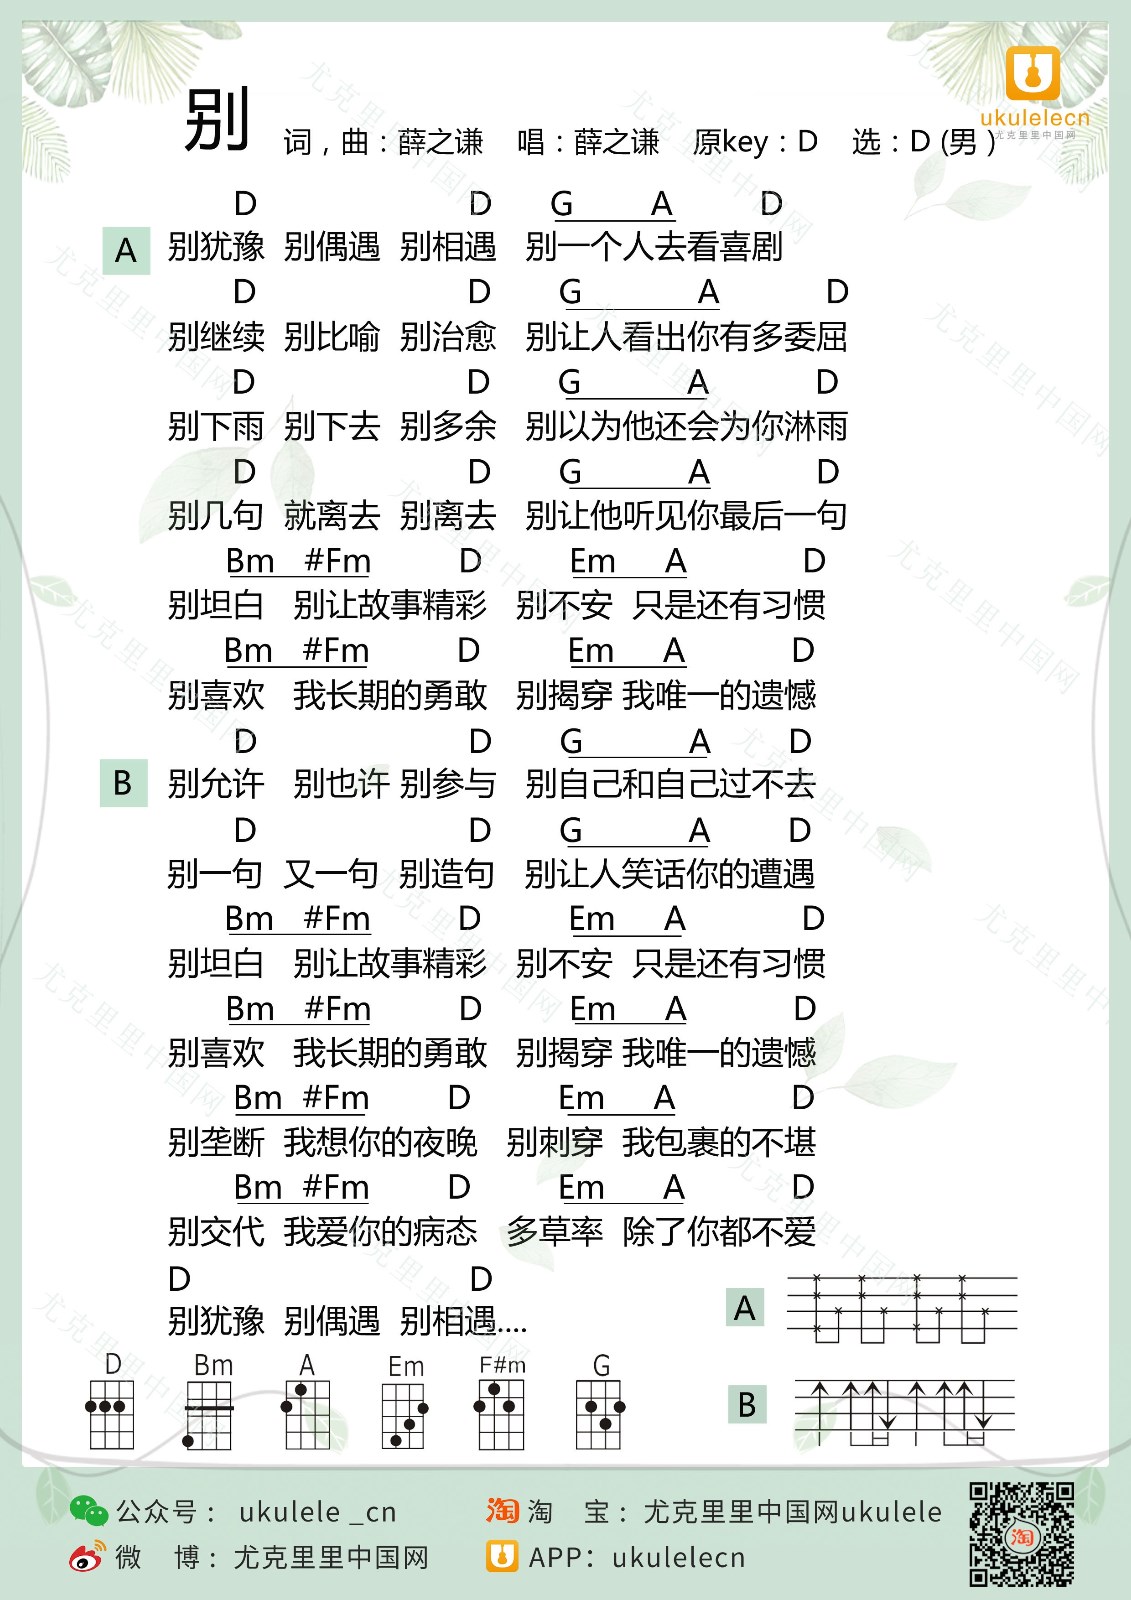 别 词，曲：薛之谦 唱：薛之谦 原key：D 选：D (男)
ukulelecn
尤克里里中国网
D D G A D
A 别犹豫 别偶遇 别相遇 别一个人去看喜剧
D D G A D
别继续 别比喻 别治愈 别让人看出你有多委屈
D D G A D
别下雨 别下去 别多余 别以为他还会为你淋雨
D D G A D
别几句 就离去 别离去 别让他听见你最后一句
Bm #Fm D Em A D
别坦白 别让故事精彩 别不安 只是还有习惯
Bm #Fm D Em A D
别喜欢 我长期的勇敢 别揭穿 我唯一的遗憾
D D G A D
B 别允许 别也许 别参与 别自己和自己过不去
D D G A D
别一句 又一句 别造句 别让人笑话你的遭遇
Bm #Fm D Em A D
别坦白 别让故事精彩 别不安 只是还有习惯
Bm #Fm D Em A D
别喜欢 我长期的勇敢 别揭穿 我唯一的遗憾
Bm #Fm D Em A D
别垄断 我想你的夜晚 别刺穿 我包裹的不堪
Bm #Fm D Em A D
别交代 我爱你的病态 多草率 除了你都不爱
D D
别犹豫 别偶遇 别相遇....
A
D Bm A Em F#m G
B
公众号： ukulele _cn
淘 淘 宝：尤克里里中国网ukulele
微 博：尤克里里中国网
APP：ukulelecn
淘